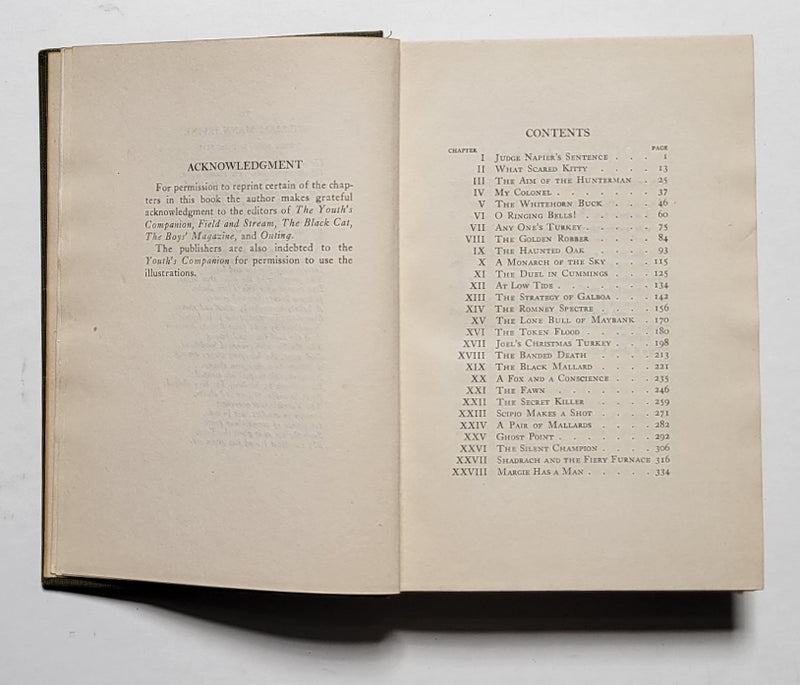 ACKNOWLEDGMENT
For permission to reprint certain of the chap-
ters in this book the author makes grateful
acknowledgment to the editors of The Youth's
Companion, Field and Stream, The Black Cat,
The Boys' Magazine, and Outing.
The publishers are also indebted to the
Youth's Companion for permission to use the
illustrations.
CONTENTS
CHAPTER PAGE
I Judge Napier's Sentence . . . 1
II What Scared Kitty . . . . 13
III The Aim of the Hunterman . 25
IV My Colonel . . . . . . 37
V The Whitehorn Buck . . . 46
VI O Ringing Bells! . . . . 60
VII Any One's Turkey . . . . 75
VIII The Golden Robber . . . 84
IX The Haunted Oak . . . . 93
X A Monarch of the Sky . . . 115
XI The Duel in Cummings . . . 125
XII At Low Tide . . . . . . 134
XIII The Strategy of Galboa . . . 142
XIV The Romney Spectre . . . 156
XV The Lone Bull of Maybank . 170
XVI The Token Flood . . . . 180
XVII Joel's Christmas Turkey . . . 198
XVIII The Banded Death . . . . 213
XIX The Black Mallard . . . . 221
XX A Fox and a Conscience . . . 235
XXI The Fawn . . . . . . 246
XXII The Secret Killer . . . . 259
XXIII Scipio Makes a Shot . . . 271
XXIV A Pair of Mallards . . . . 282
XXV Ghost Point . . . . . . 292
XXVI The Silent Champion . . . 306
XXVII Shadrach and the Fiery Furnace 316
XXVIII Margie Has a Man . . . . . 334